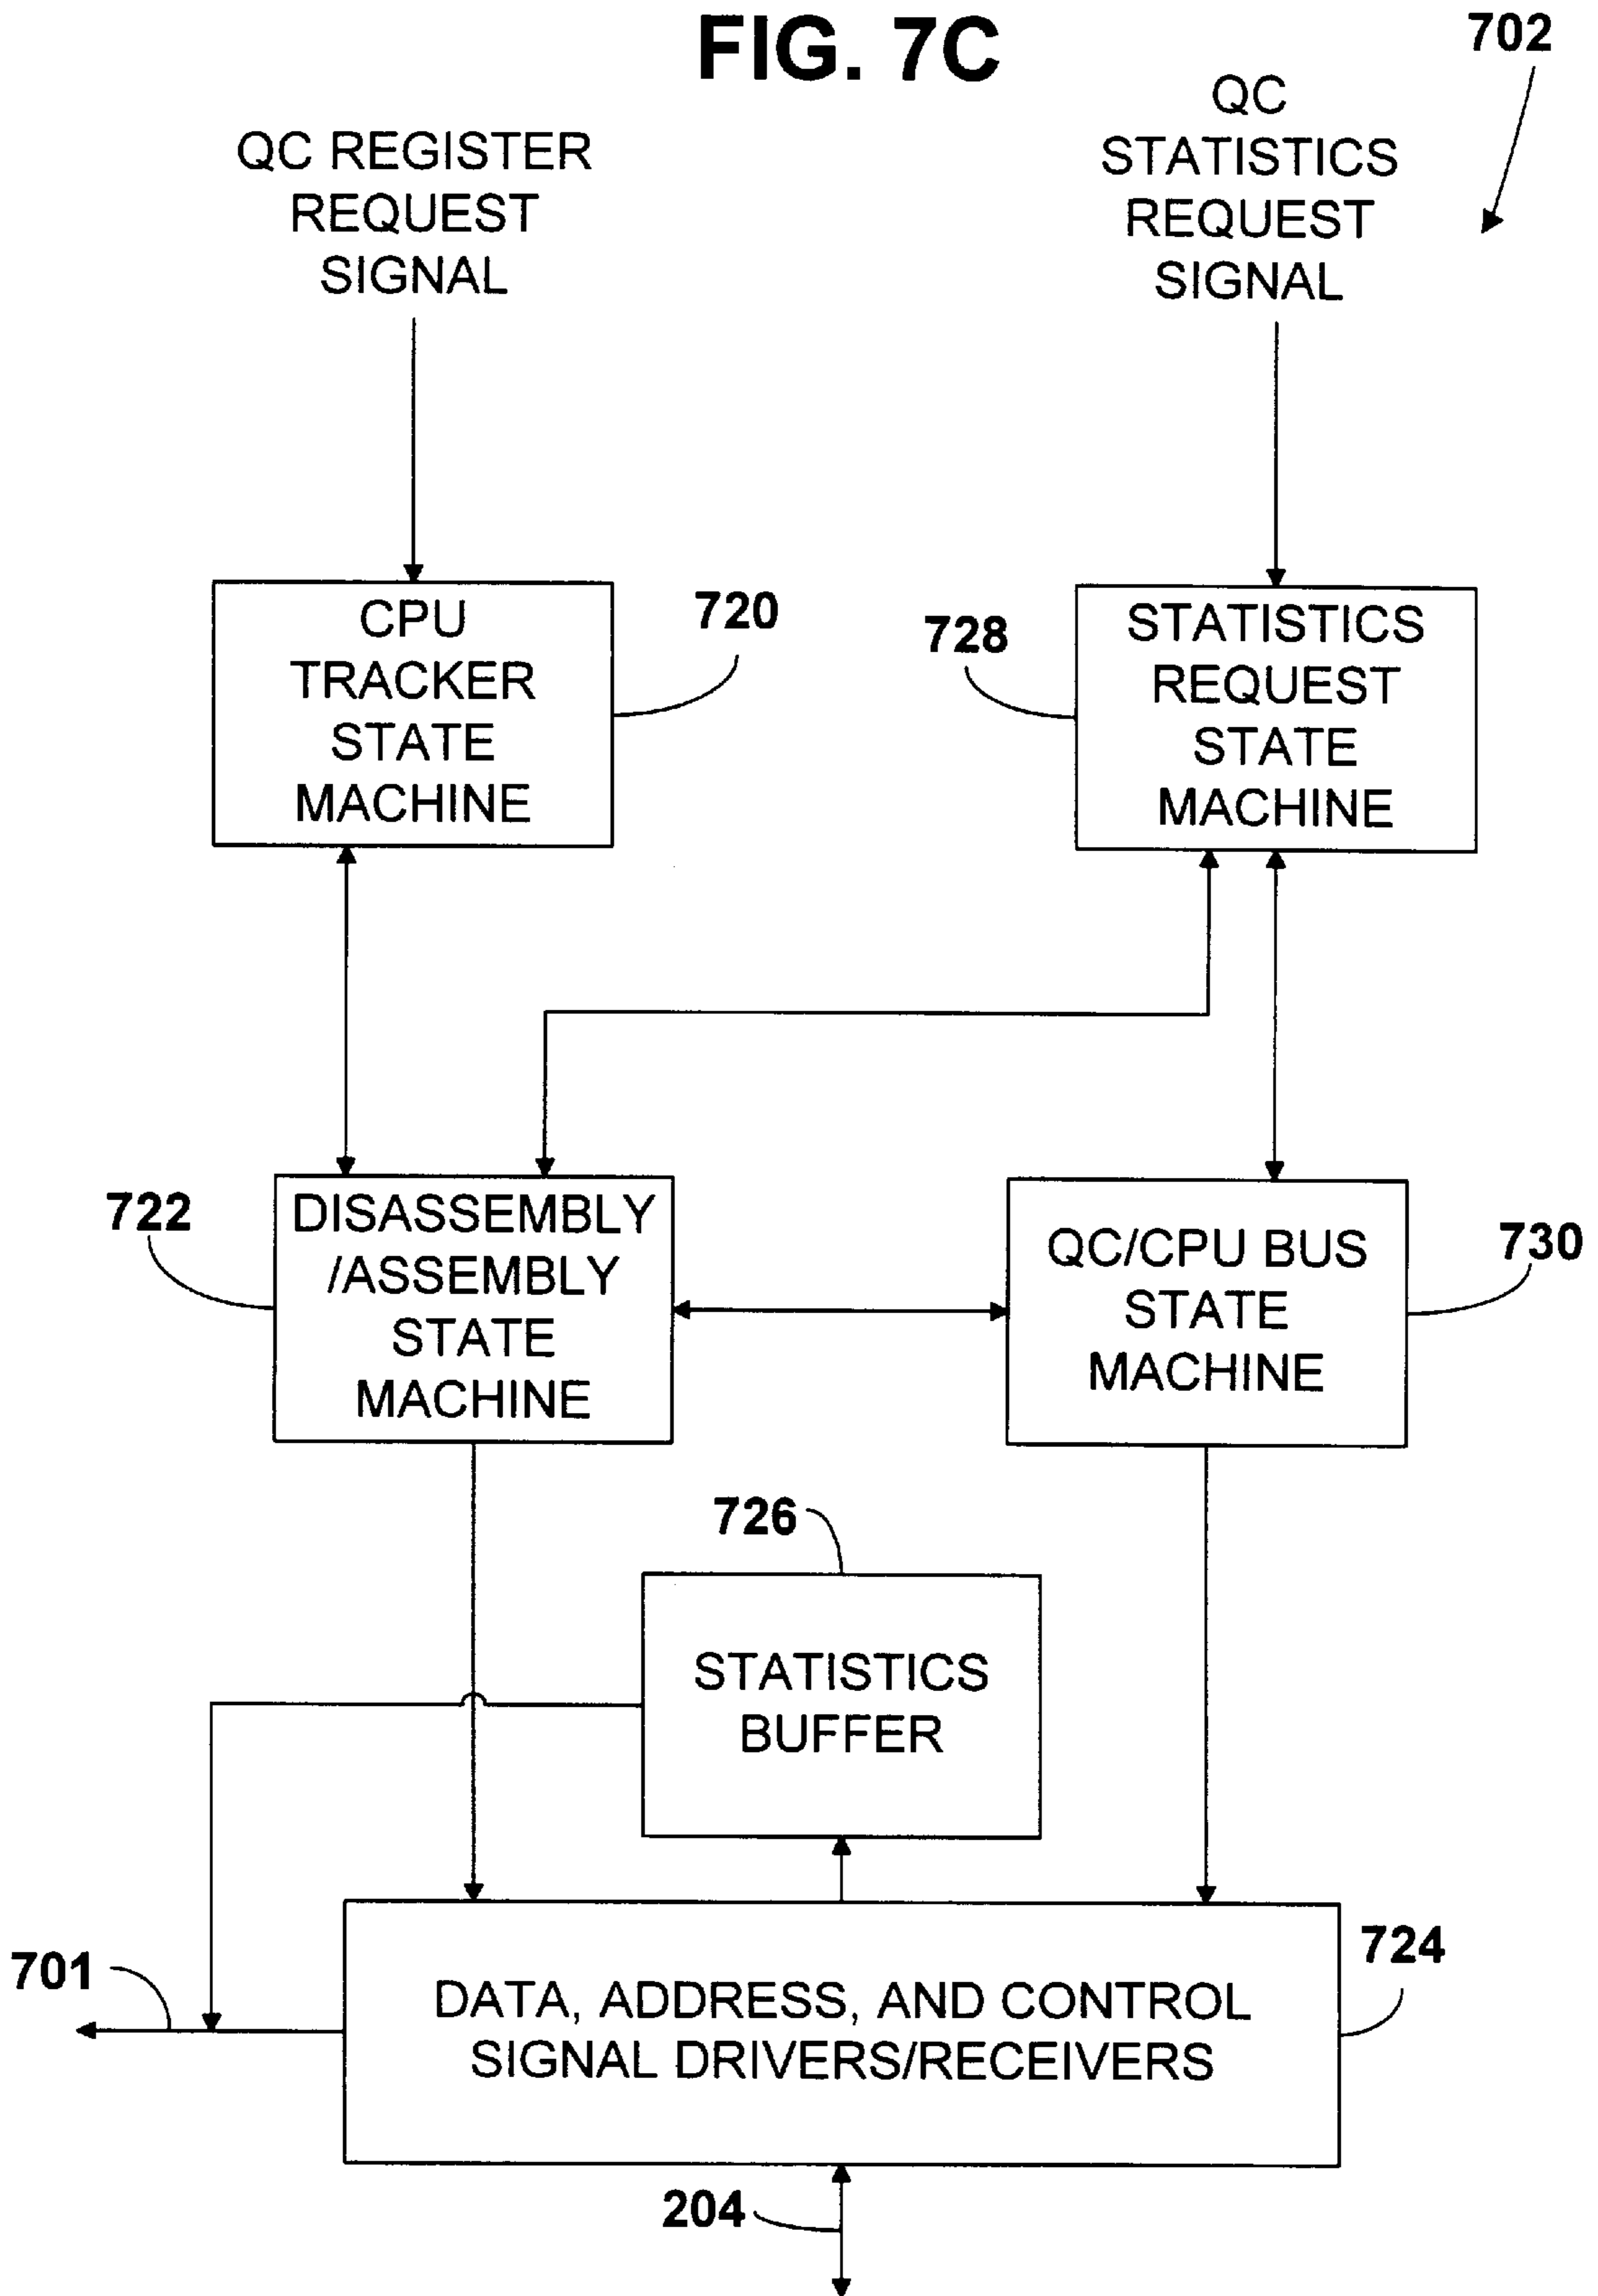 FIG. 7C
702
QC REGISTER
REQUEST
SIGNAL
QC
STATISTICS
REQUEST
SIGNAL
CPU
TRACKER
STATE
MACHINE
720
728
STATISTICS
REQUEST
STATE
MACHINE
722
DISASSEMBLY
/ASSEMBLY
STATE
MACHINE
QC/CPU BUS
STATE
MACHINE
730
726
STATISTICS
BUFFER
701
DATA, ADDRESS, AND CONTROL
SIGNAL DRIVERS/RECEIVERS
724
204